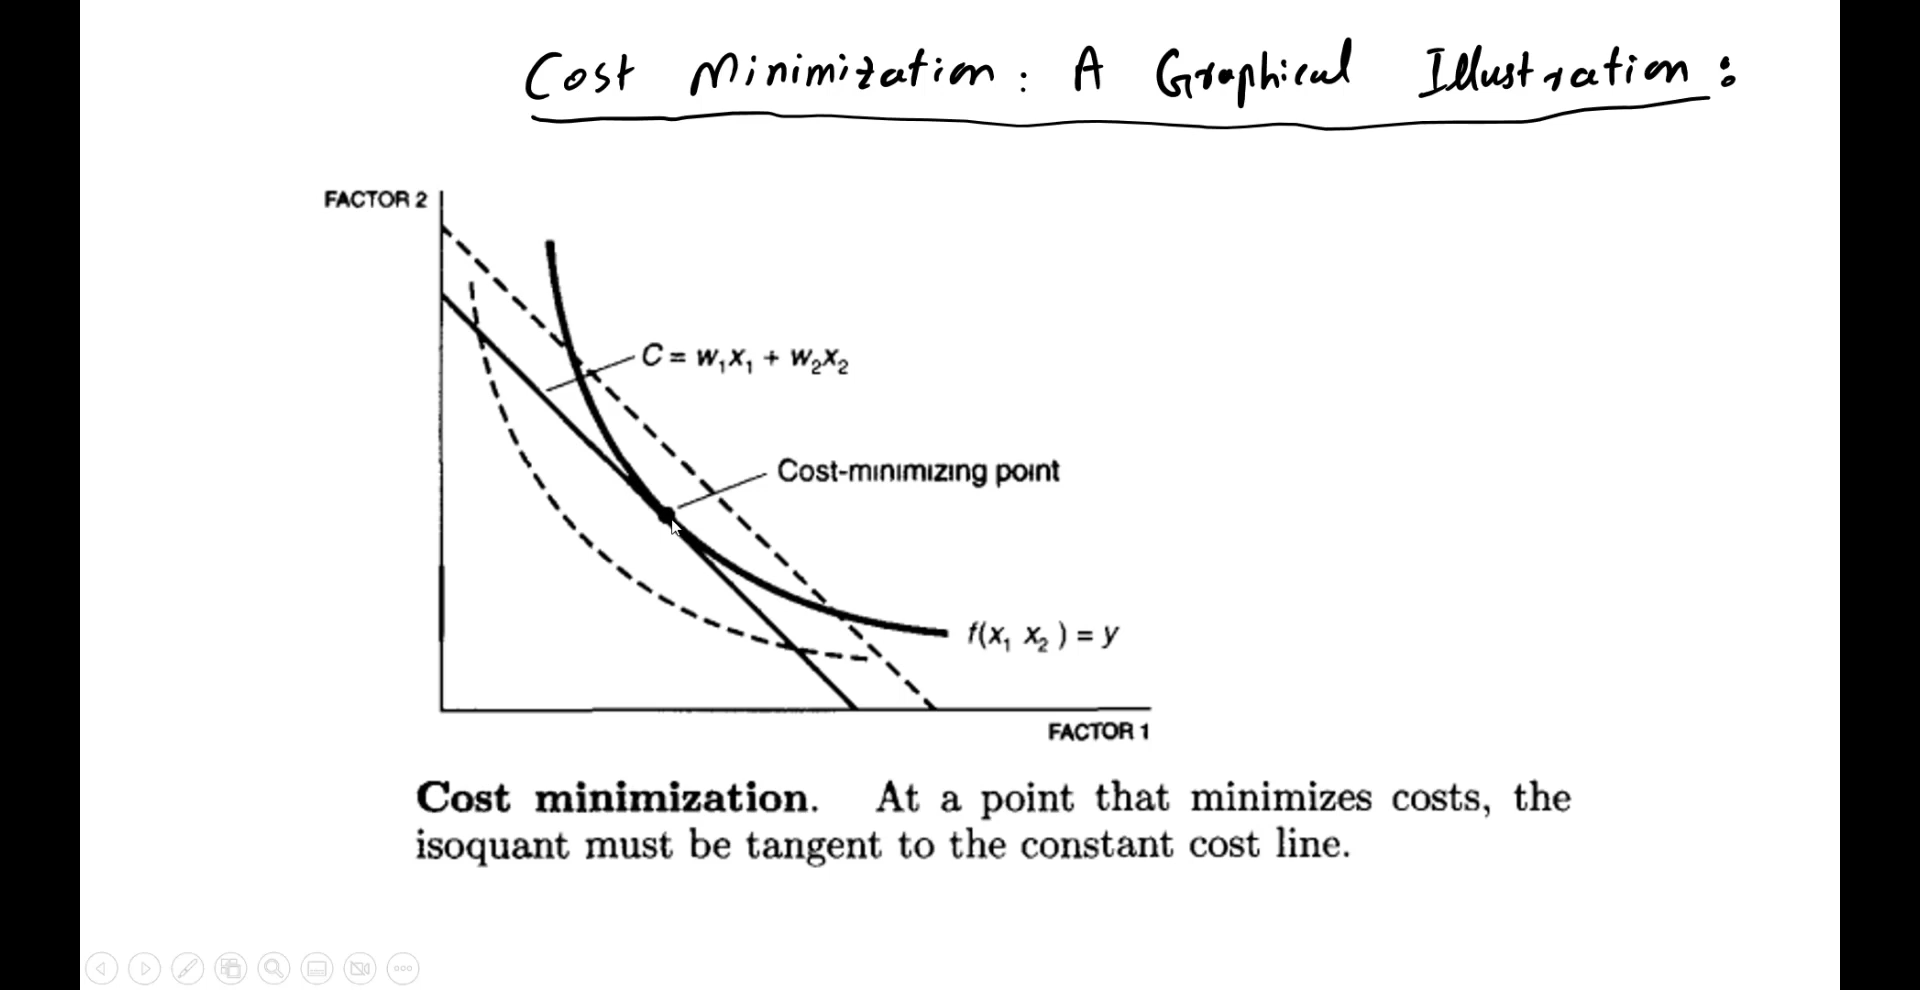 Cost Minimization: A Graphical Illustration:
FACTOR 2
C = w₁x₁ + w₂x₂
Cost-minimizing point
f(x₁ x₂) = y
FACTOR 1
Cost minimization. At a point that minimizes costs, the
isoquant must be tangent to the constant cost line.